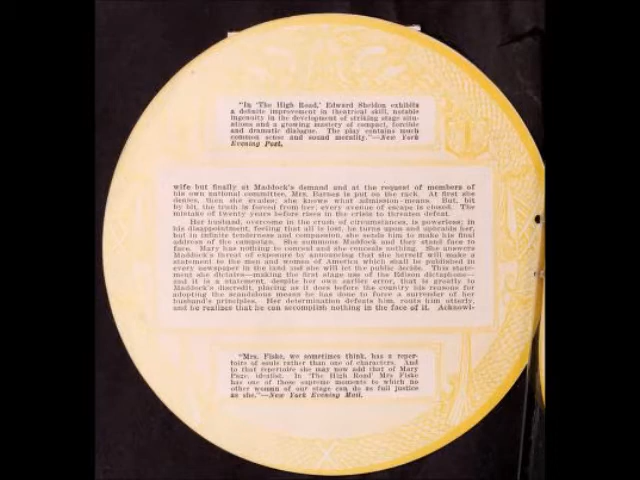 "In 'The High Road,' Edward Sheldon exhibits
a definite improvement in theatrical skill, notable
ingenuity in the development of striking stage situ-
ations and a growing mastery of compact, forcible
and dramatic dialogue. The play contains much
common sense and sound morality."—New York
Evening Post.
wife but finally at Maddock's demand and at the request of members of
his own national committee, Mrs. Barnes is put on the rack. At first she
denies, then she evades; she knows what admission means. But, bit
by bit, the truth is forced from her; every avenue of escape is closed. The
mistake of twenty years before rises in the crisis to threaten defeat.
Her husband, overcome in the crush of circumstances, is powerless; in
his disappointment, feeling that all is lost, he turns upon and upbraids her,
but in infinite tenderness and compassion, she sends him to make his final
address of the campaign. She summons Maddock and they stand face to
face. Mary has nothing to conceal and she conceals nothing. She answers
Maddock's threat of exposure by announcing that she herself will make a
statement to the men and women of America which shall be published in
every newspaper in the land and she will let the public decide. This state-
ment she dictates—making the first stage use of the Edison dictaphone—
and it is a statement, despite her own earlier error, that is greatly to
Maddock's discredit, placing as it does before the country his reasons for
adopting the scandalous means he has done to force a surrender of her
husband's principles. Her determination defeats him, routs him utterly,
and he realizes that he can accomplish nothing in the face of it. Acknowl-
"Mrs. Fiske, we sometimes think, has a reper-
toire of souls rather than one of characters. And
to that repertoire she may now add that of Mary
Page, idealist. In 'The High Road' Mrs. Fiske
has one of those supreme moments to which no
other woman of our stage can do as full justice
as she."—New York Evening Mail.